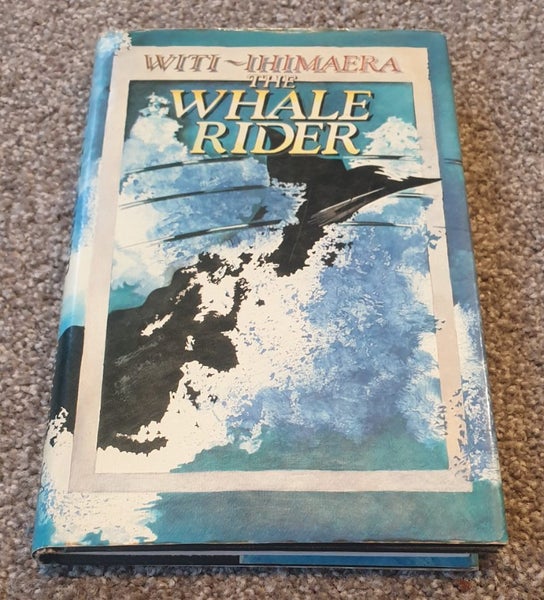 WITI ~ IHIMAERA
THE
WHALE
RIDER